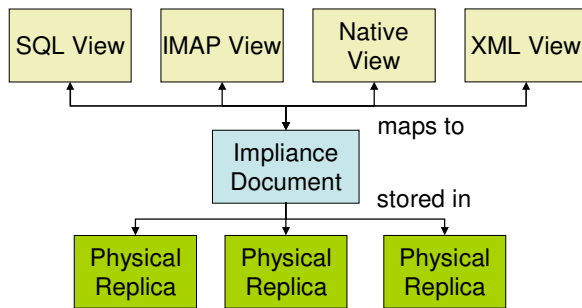 SQL View
IMAP View
Native
View
XML View
maps to
Impliance
Document
stored in
Physical
Replica
Physical
Replica
Physical
Replica